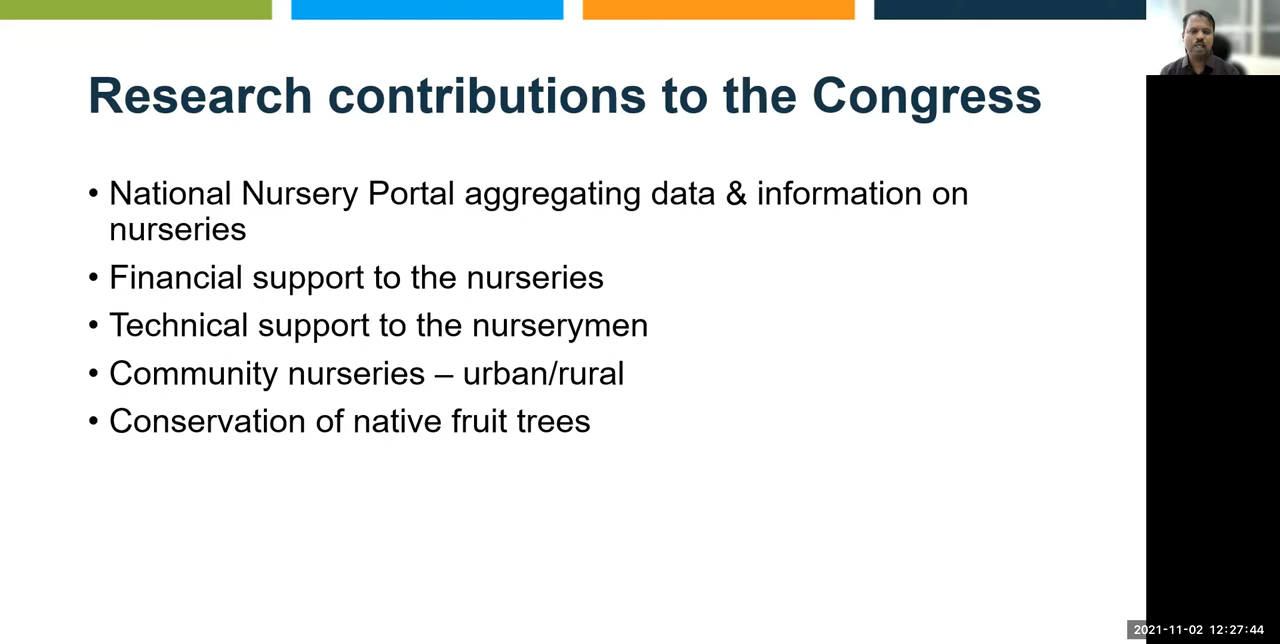 Research contributions to the Congress
• National Nursery Portal aggregating data & information on
nurseries
• Financial support to the nurseries
• Technical support to the nurserymen
• Community nurseries – urban/rural
• Conservation of native fruit trees
2021-11-02 12:27:44